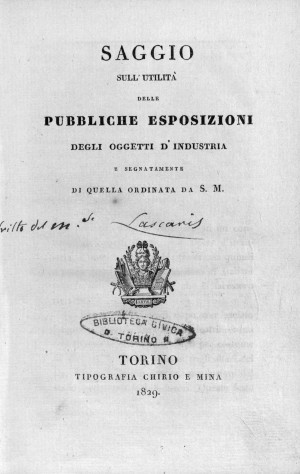 SAGGIO
SULL' UTILITÀ
DELLE
PUBBLICHE ESPOSIZIONI
DEGLI OGGETTI D'INDUSTRIA
E SEGNATAMENTE
DI QUELLA ORDINATA DA S. M.
del m. Lascaris
BIBLIOTECA CIVICA
TORINO
TORINO
TIPOGRAFIA CHIRIO E MINA
1829.